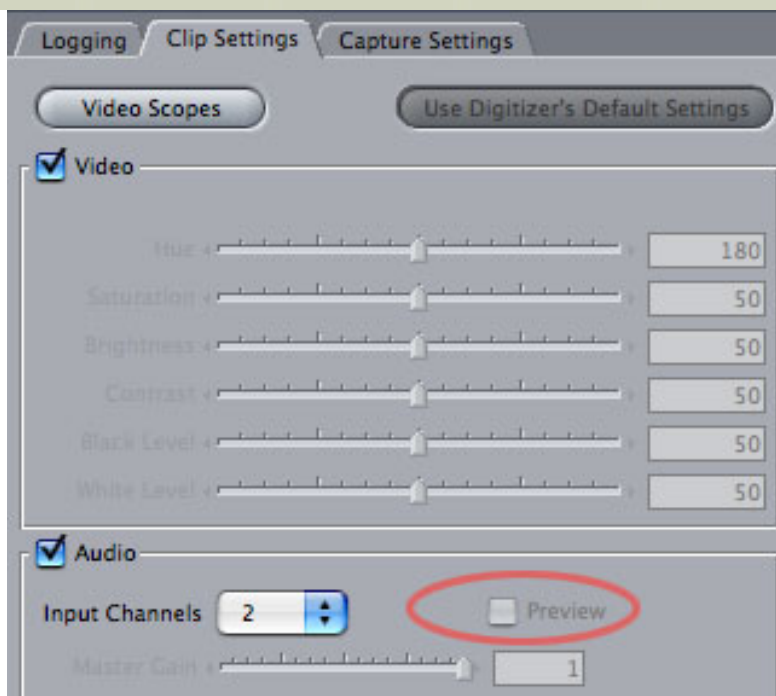 Logging Clip Settings Capture Settings
Video Scopes Use Digitizer's Default Settings
Video
Hue 180
Saturation 50
Brightness 50
Contrast 50
Black Level 50
White Level 50
Audio
Input Channels 2 Preview
Master Gain 1